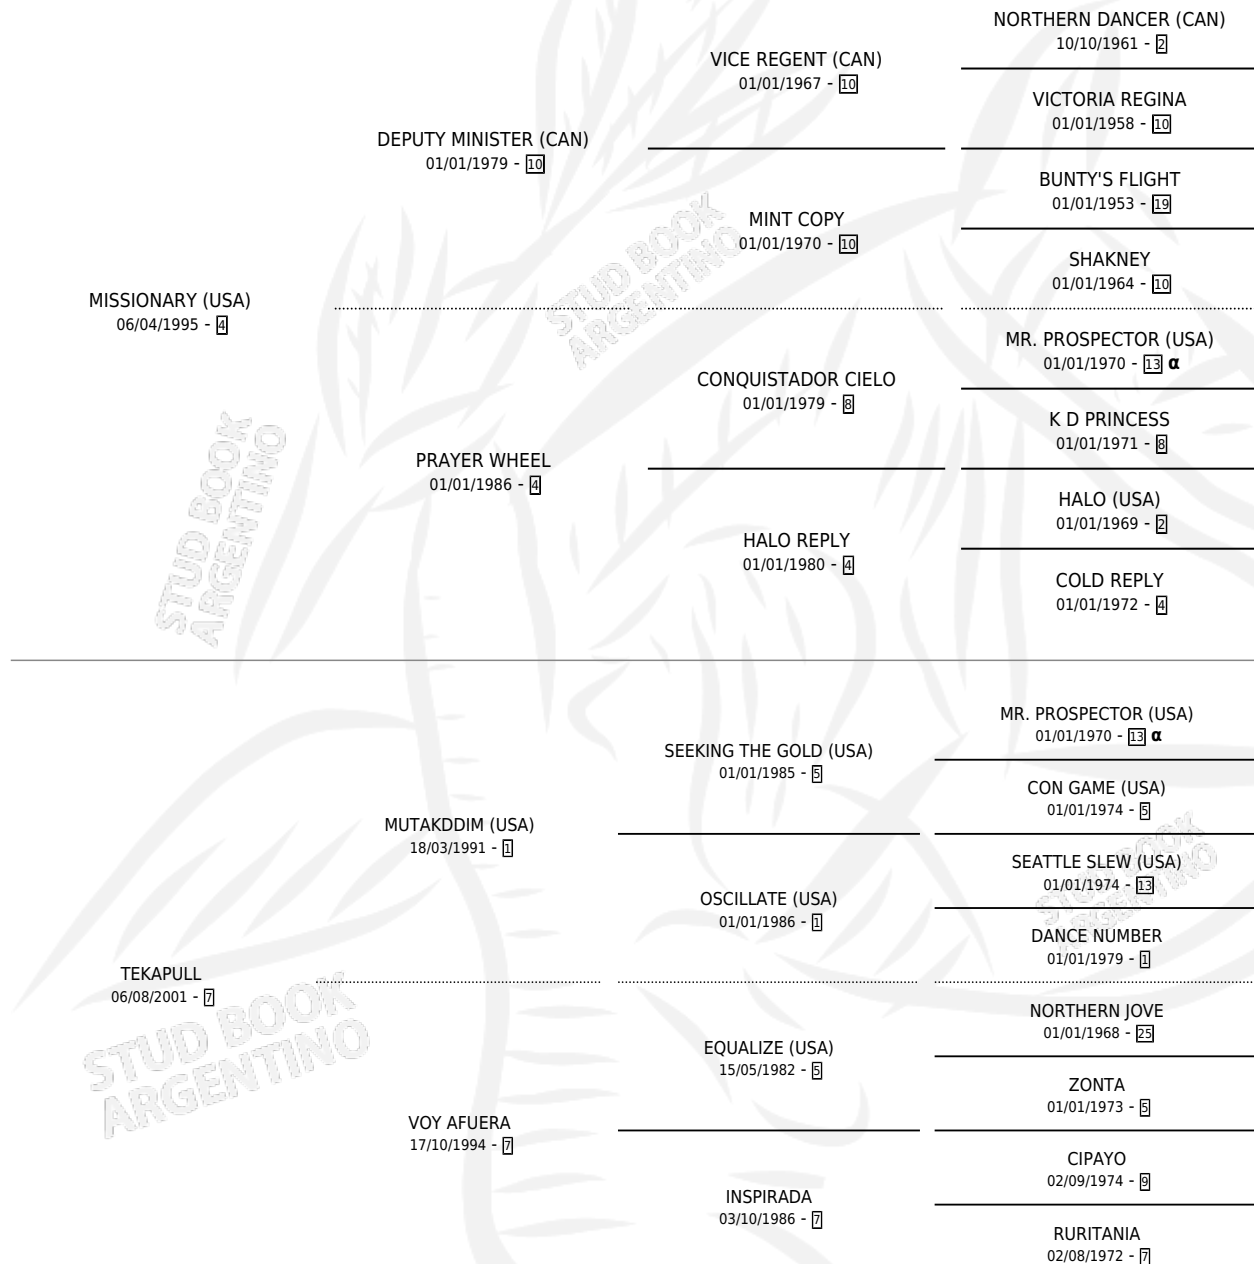 MISSIONARY (USA)
06/04/1995 - 4
DEPUTY MINISTER (CAN)
01/01/1979 - 10
VICE REGENT (CAN)
01/01/1967 - 10
NORTHERN DANCER (CAN)
10/10/1961 - 2
VICTORIA REGINA
01/01/1958 - 10
MINT COPY
01/01/1970 - 10
BUNTY'S FLIGHT
01/01/1953 - 19
SHAKNEY
01/01/1964 - 10
PRAYER WHEEL
01/01/1986 - 4
CONQUISTADOR CIELO
01/01/1979 - 8
MR. PROSPECTOR (USA)
01/01/1970 - 13 α
K D PRINCESS
01/01/1971 - 8
HALO REPLY
01/01/1980 - 4
HALO (USA)
01/01/1969 - 2
COLD REPLY
01/01/1972 - 4
TEKAPULL
06/08/2001 - 7
MUTAKDDIM (USA)
18/03/1991 - 1
SEEKING THE GOLD (USA)
01/01/1985 - 5
MR. PROSPECTOR (USA)
01/01/1970 - 13 α
CON GAME (USA)
01/01/1974 - 5
OSCILLATE (USA)
01/01/1986 - 1
SEATTLE SLEW (USA)
01/01/1974 - 13
DANCE NUMBER
01/01/1979 - 1
VOY AFUERA
17/10/1994 - 7
EQUALIZE (USA)
15/05/1982 - 5
NORTHERN JOVE
01/01/1968 - 25
ZONTA
01/01/1973 - 5
INSPIRADA
03/10/1986 - 7
CIPAYO
02/09/1974 - 9
RURITANIA
02/08/1972 - 7
STUD BOOK
ARGENTINO
STUD BOOK
ARGENTINO
STUD BOOK
ARGENTINO
STUD BOOK
ARGENTINO